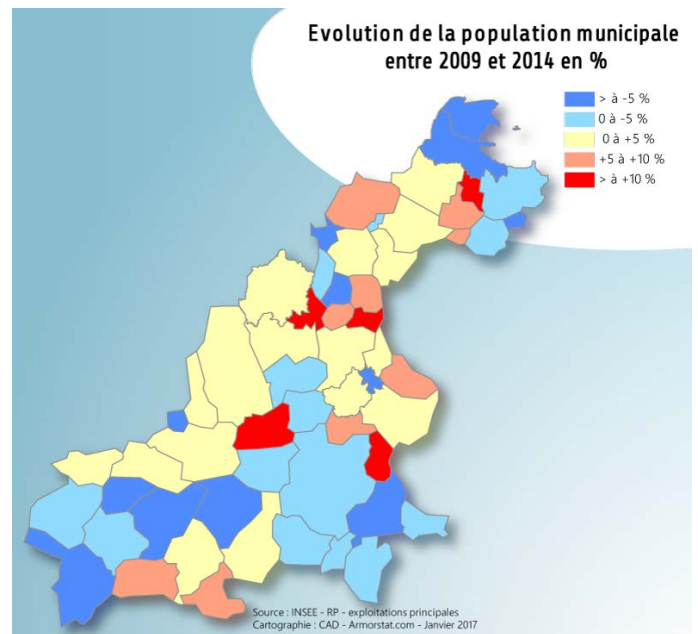 Evolution de la population municipale
entre 2009 et 2014 en %
> à -5 %
0 à -5 %
0 à +5 %
+5 à +10 %
> à +10 %
Source : INSEE - RP - exploitations principales
Cartographie : CAD - Armorstat.com - Janvier 2017